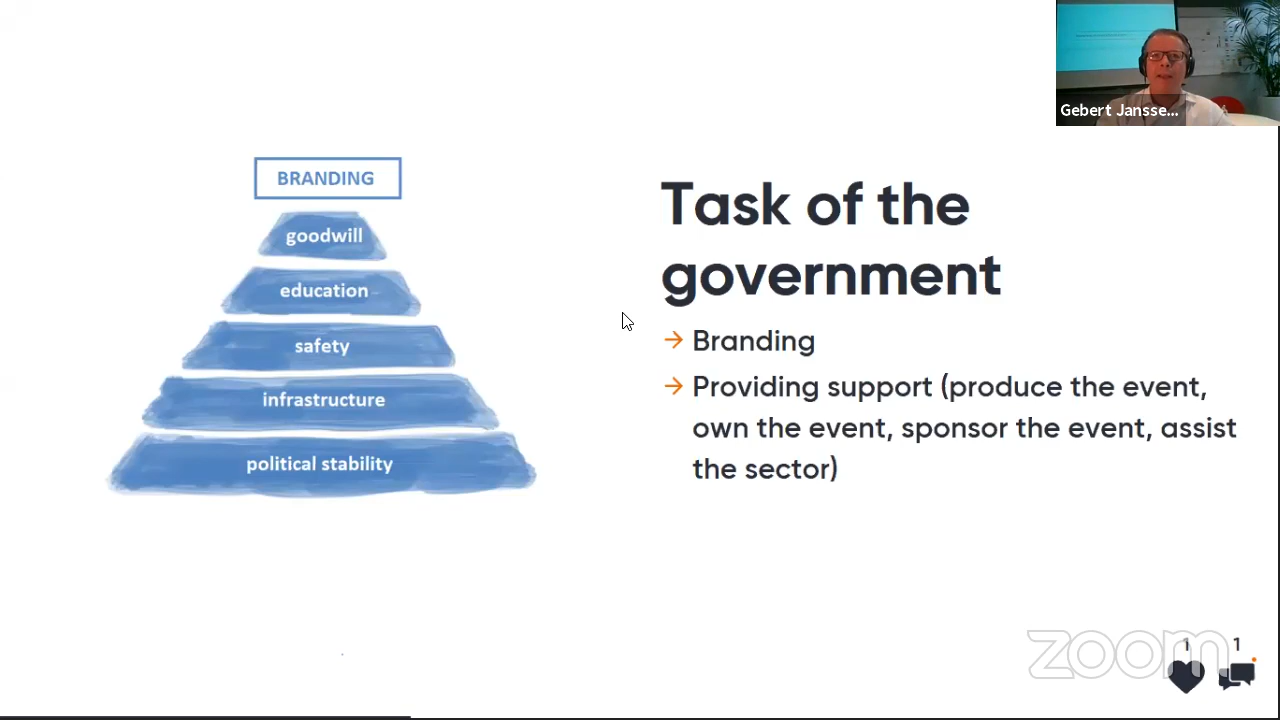 Gebert Jansse...
BRANDING
goodwill
education
safety
infrastructure
political stability
Task of the
government
→ Branding
→ Providing support (produce the event,
own the event, sponsor the event, assist
the sector)
zoom
1
1